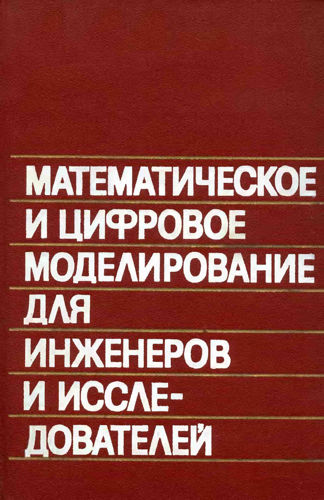 МАТЕМАТИЧЕСКОЕ
И ЦИФРОВОЕ
МОДЕЛИРОВАНИЕ
ДЛЯ
ИНЖЕНЕРОВ
И ИССЛЕ-
ДОВАТЕЛЕЙ